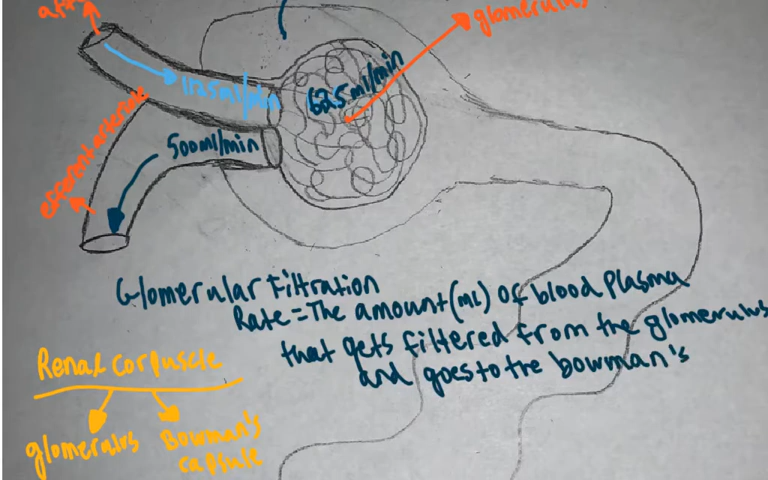 glomerulus
625ml/min
1125ml/min
efferent arteriole
500ml/min
Glomerular Filtration
Rate=The amount(mL) of blood plasma
that gets filtered from the glomerulus
and goes to the bowman's
Renal corpuscle
glomerulus
Bowman's
capsule